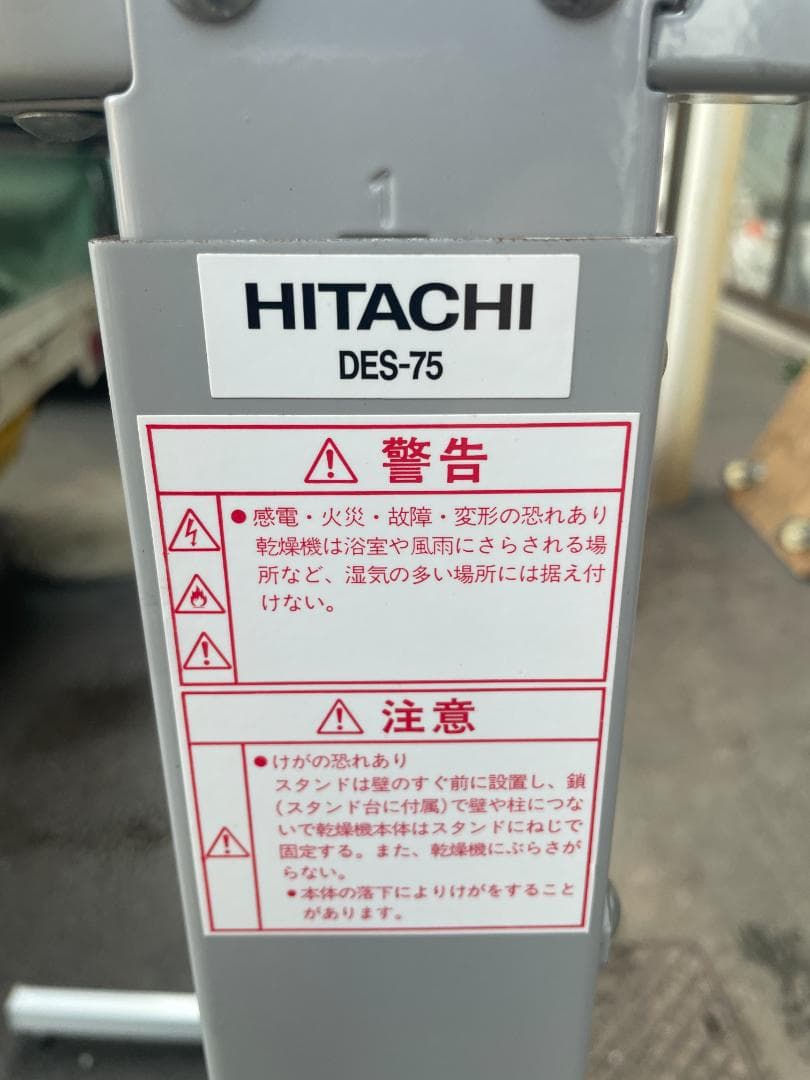 1
HITACHI
DES-75
警告
●感電・火災・故障・変形の恐れあり
乾燥機は浴室や風雨にさらされる場
所など、湿気の多い場所には据え付
けない。
注意
●けがの恐れあり
スタンドは壁のすぐ前に設置し、鎖
(スタンド台に付属)で壁や柱につな
いで乾燥機本体はスタンドにねじで
固定する。また、乾燥機にぶらさが
らない。
●本体の落下によりけがをすること
があります。